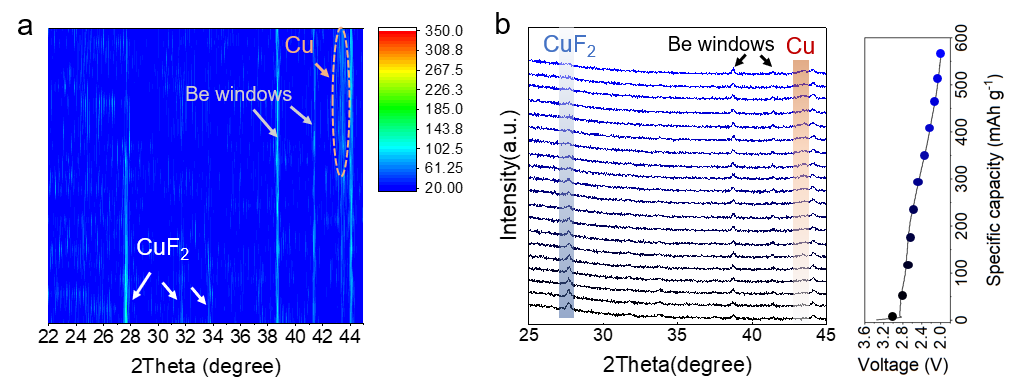 a
Cu
Be windows
CuF2
22 24 26 28 30 32 34 36 38 40 42 44
2Theta (degree)
350.0
308.8
267.5
226.3
185.0
143.8
102.5
61.25
20.00
b
CuF2
Be windows
Cu
Intensity(a.u.)
25 30 35 40 45
2Theta(degree)
600
500
400
300
200
100
0
Specific capacity (mAh g-1)
3.6 3.2 2.8 2.4 2.0
Voltage (V)